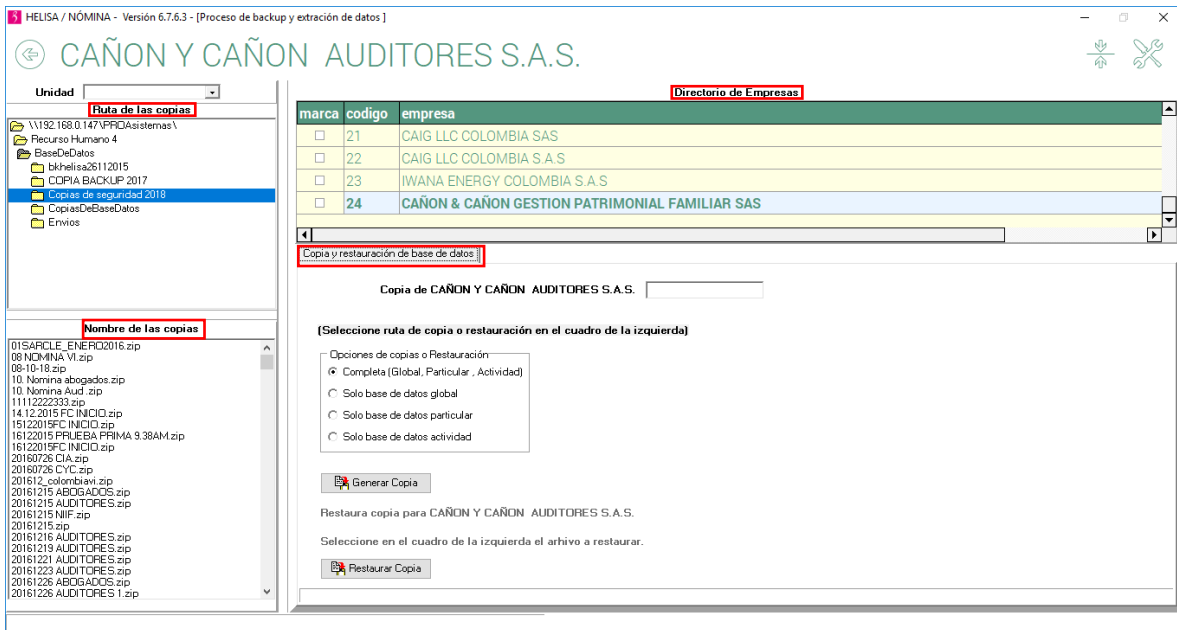 HELISA / NÓMINA - Versión 6.7.6.3 - [Proceso de backup y extración de datos ]
CAÑON Y CAÑON AUDITORES S.A.S.
Unidad
Ruta de las copias
\\192.168.0.147\PROAsistemas\
Recurso Humano 4
BaseDeDatos
bkhelisa26112015
COPIA BACKUP 2017
Copias de seguridad 2018
CopiasDeBaseDatos
Envios
Nombre de las copias
01SARCLE_ENERO2016.zip
08 NOMINA VI.zip
08-10-18.zip
10. Nomina abogados.zip
10. Nomina Aud .zip
11112222333.zip
14.12.2015 FC INICIO.zip
15122015FC INICIO.zip
16122015 PRUEBA PRIMA 9.38AM.zip
16122015FC INICIO.zip
20160726 CIA.zip
20160726 CYC.zip
201612_colombiavi.zip
20161215 ABOGADOS.zip
20161215 AUDITORES.zip
20161215 NIIF.zip
20161215.zip
20161216 AUDITORES.zip
20161219 AUDITORES.zip
20161221 AUDITORES.zip
20161223 AUDITORES.zip
20161226 ABOGADOS.zip
20161226 AUDITORES 1.zip
Directorio de Empresas
marca codigo empresa
21 CAIG LLC COLOMBIA SAS
22 CAIG LLC COLOMBIA S.A.S
23 IWANA ENERGY COLOMBIA S.A.S
24 CAÑON & CAÑON GESTION PATRIMONIAL FAMILIAR SAS
Copia y restauración de base de datos
Copia de CAÑON Y CAÑON AUDITORES S.A.S.
(Seleccione ruta de copia o restauración en el cuadro de la izquierda)
Opciones de copias o Restauración
Completa (Global, Particular , Actividad)
Solo base de datos global
Solo base de datos particular
Solo base de datos actividad
Generar Copia
Restaura copia para CAÑON Y CAÑON AUDITORES S.A.S.
Seleccione en el cuadro de la izquierda el arhivo a restaurar.
Restaurar Copia